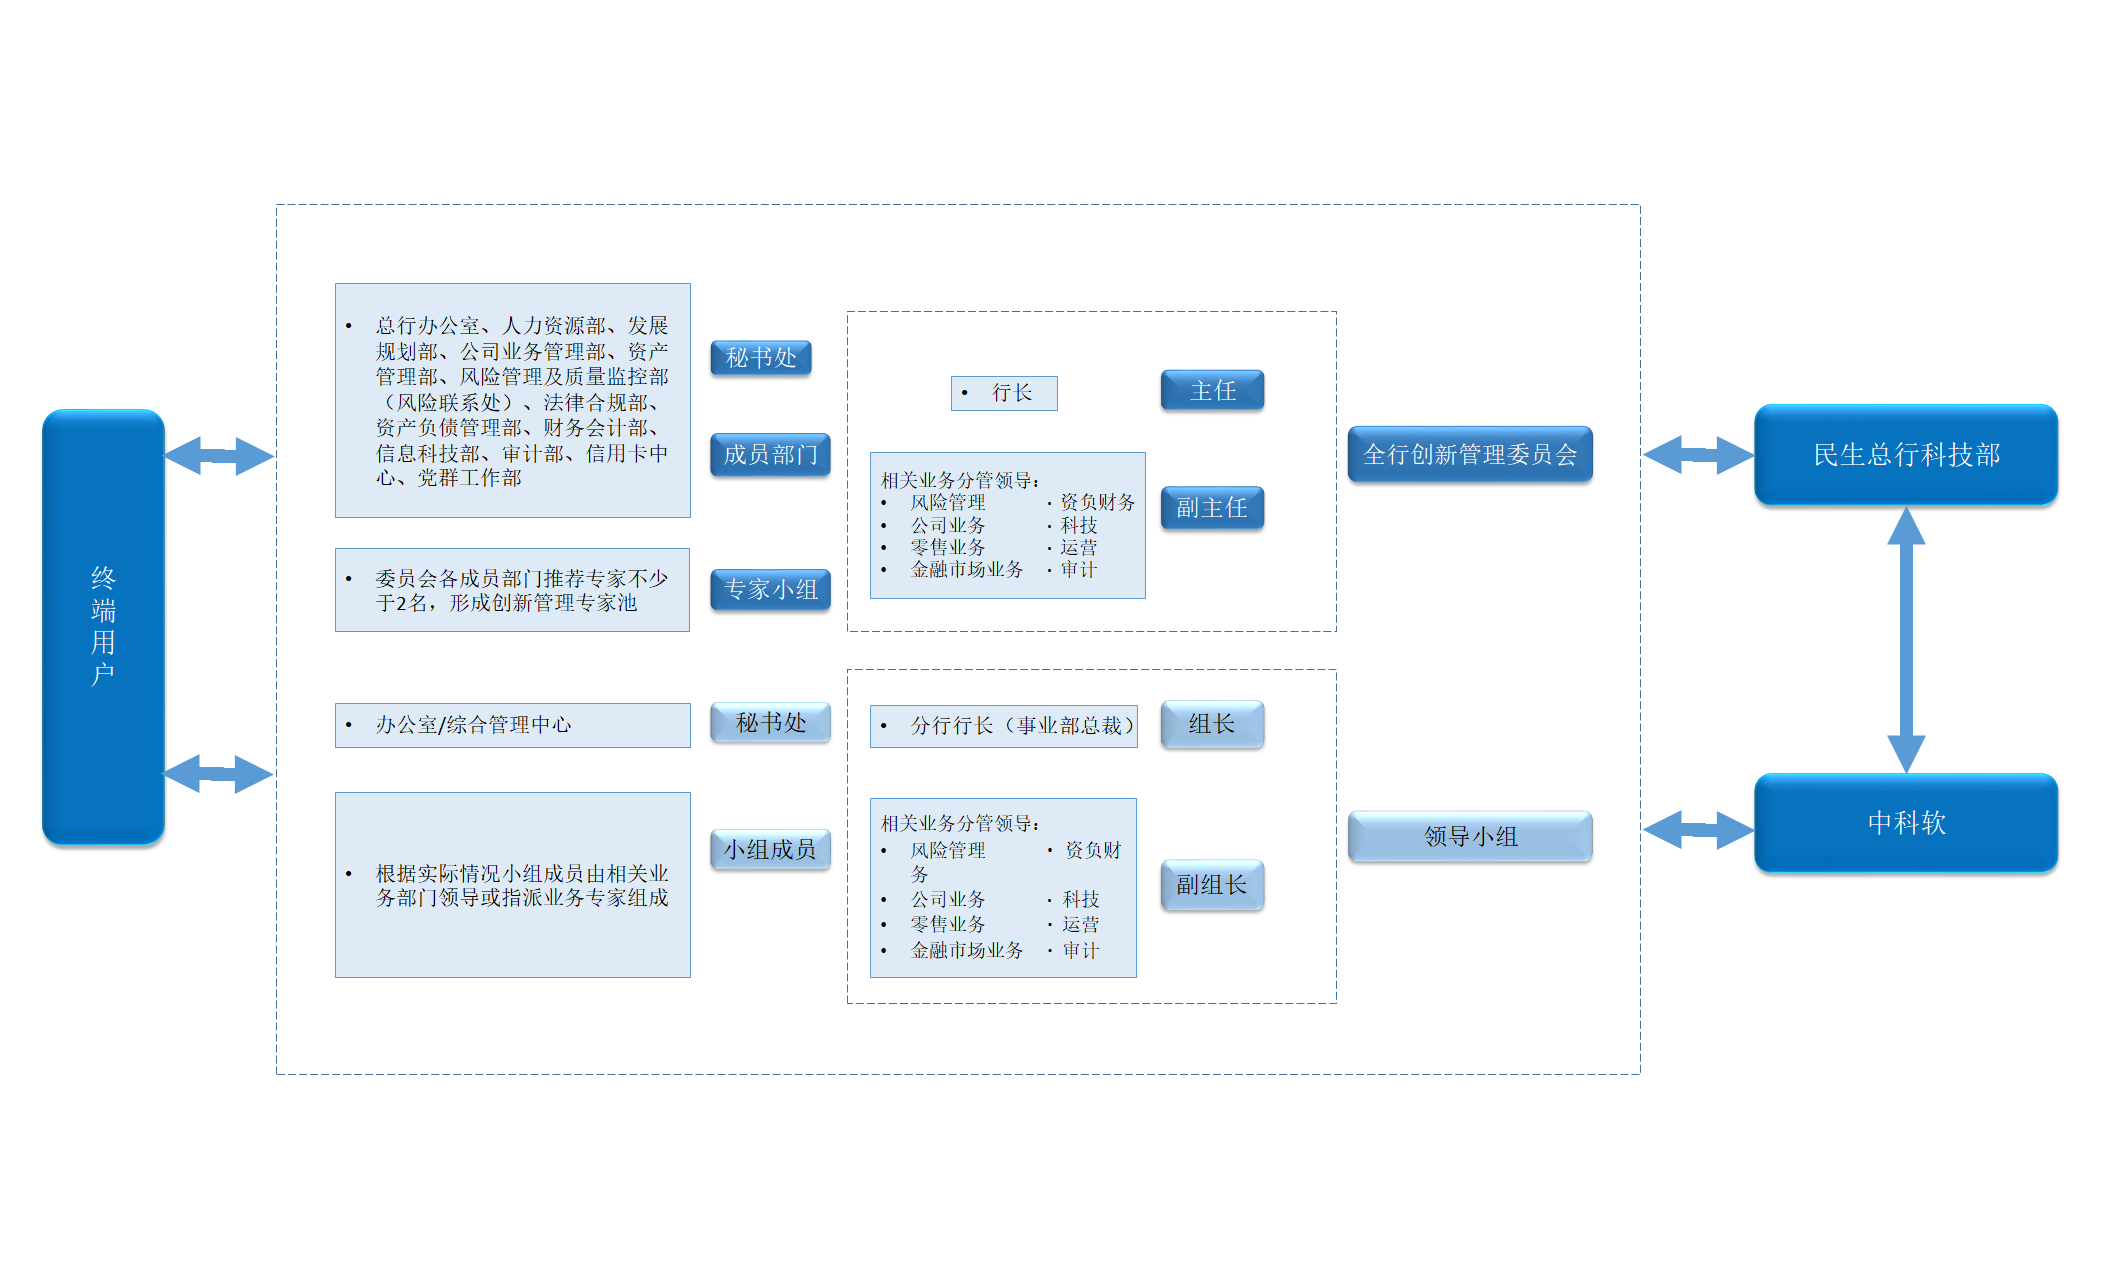 终
端
用
户
• 总行办公室、人力资源部、发展
规划部、公司业务管理部、资产
管理部、风险管理及质量监控部
（风险联系处）、法律合规部、
资产负债管理部、财务会计部、
信息科技部、审计部、信用卡中
心、党群工作部
秘书处
成员部门
• 委员会各成员部门推荐专家不少
于2名，形成创新管理专家池
专家小组
• 行长
主任
相关业务分管领导：
• 风险管理 · 资负财务
• 公司业务 · 科技
• 零售业务 · 运营
• 金融市场业务 · 审计
副主任
全行创新管理委员会
民生总行科技部
• 办公室/综合管理中心
秘书处
• 根据实际情况小组成员由相关业
务部门领导或指派业务专家组成
小组成员
• 分行行长（事业部总裁）
组长
相关业务分管领导：
• 风险管理 • 资负财
务
• 公司业务 · 科技
• 零售业务 · 运营
• 金融市场业务 · 审计
副组长
领导小组
中科软